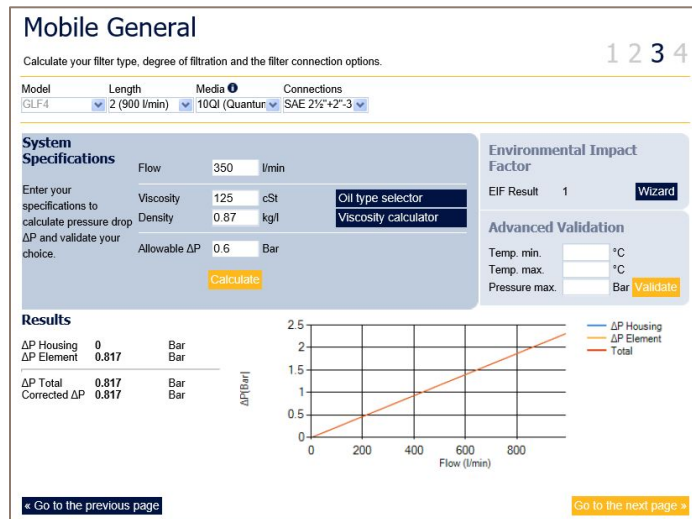 Mobile General
Calculate your filter type, degree of filtration and the filter connection options.
1 2 3 4
Model Length Media i Connections
GLF4 2 (900 l/min) 10QI (Quantum SAE 2½"+2"-3
System Specifications
Enter your
specifications to
calculate pressure drop
ΔP and validate your
choice.
Flow 350 l/min
Viscosity 125 cSt Oil type selector
Density 0.87 kg/l Viscosity calculator
Allowable ΔP 0.6 Bar
Calculate
Environmental Impact
Factor
EIF Result 1 Wizard
Advanced Validation
Temp. min. °C
Temp. max. °C
Pressure max. Bar Validate
Results
ΔP Housing 0 Bar
ΔP Element 0.817 Bar
ΔP Total 0.817 Bar
Corrected ΔP 0.817 Bar
ΔP[Bar]
2.5
2
1.5
1
0.5
0
0 200 400 600 800
Flow (l/min)
ΔP Housing
ΔP Element
Total
« Go to the previous page
Go to the next page »